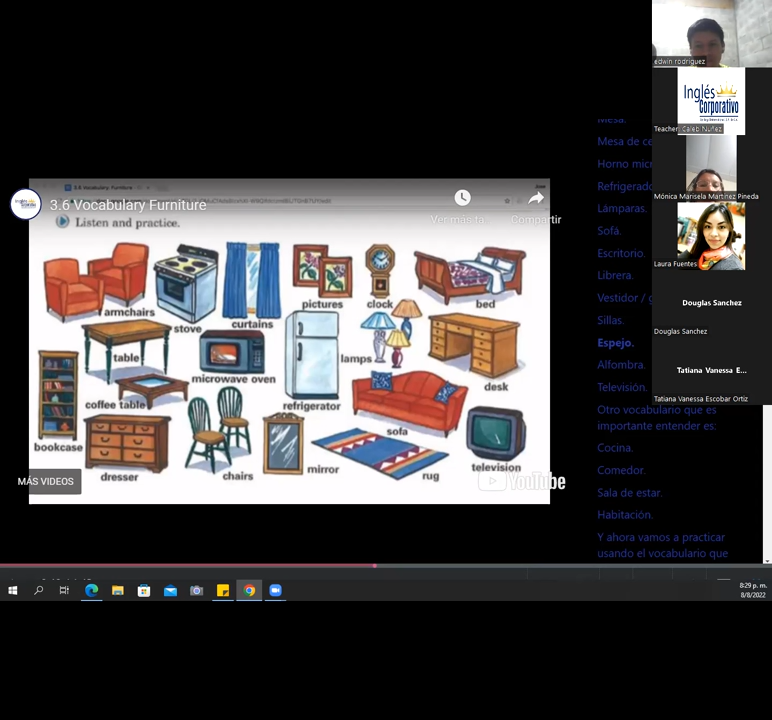 3.6 Vocabulary Furniture
Compartir
Listen and practice.
armchairs
stove
curtains
pictures
clock
bed
table
microwave oven
lamps
desk
coffee table
refrigerator
bookcase
sofa
dresser
chairs
mirror
rug
television
MÁS VIDEOS
YouTube
Mesa.
Mesa de ce
Horno micr
Refrigerado
Lámparas.
Sofá.
Escritorio.
Librera.
Vestidor / g
Sillas.
Espejo.
Alfombra.
Televisión.
Otro vocabulario que es
importante entender es:
Cocina.
Comedor.
Sala de estar.
Habitación.
Y ahora vamos a practicar
usando el vocabulario que
edwin rodriguez
Inglés
Corporativo
Teacher Caleb Nuñez
Mónica Marisela Martinez Pineda
Laura Fuentes
Douglas Sanchez
Douglas Sanchez
Tatiana Vanessa E...
Tatiana Vanessa Escobar Ortiz
8:29 p. m.
8/8/2022